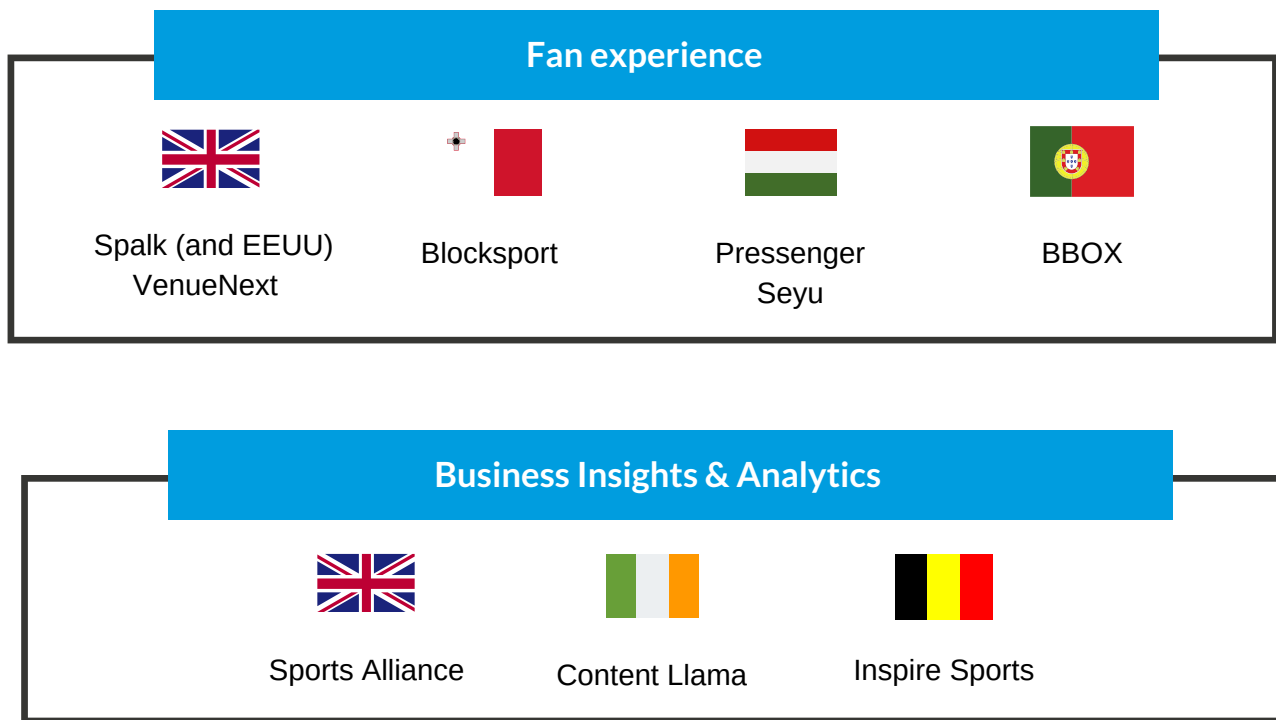 Fan experience
Spalk (and EEUU)
VenueNext
Blocksport
Pressenger
Seyu
BBOX
Business Insights & Analytics
Sports Alliance
Content Llama
Inspire Sports